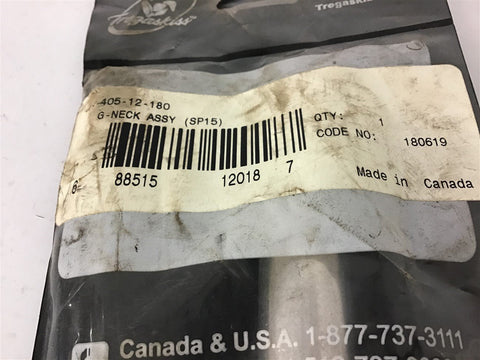 Tregaskiss
Tregaskiss
405-12-180
G-NECK ASSY (SP15)
QTY: 1
CODE NO: 180619
88515 12018 7
Made in Canada
Canada & U.S.A. 1-877-737-3111